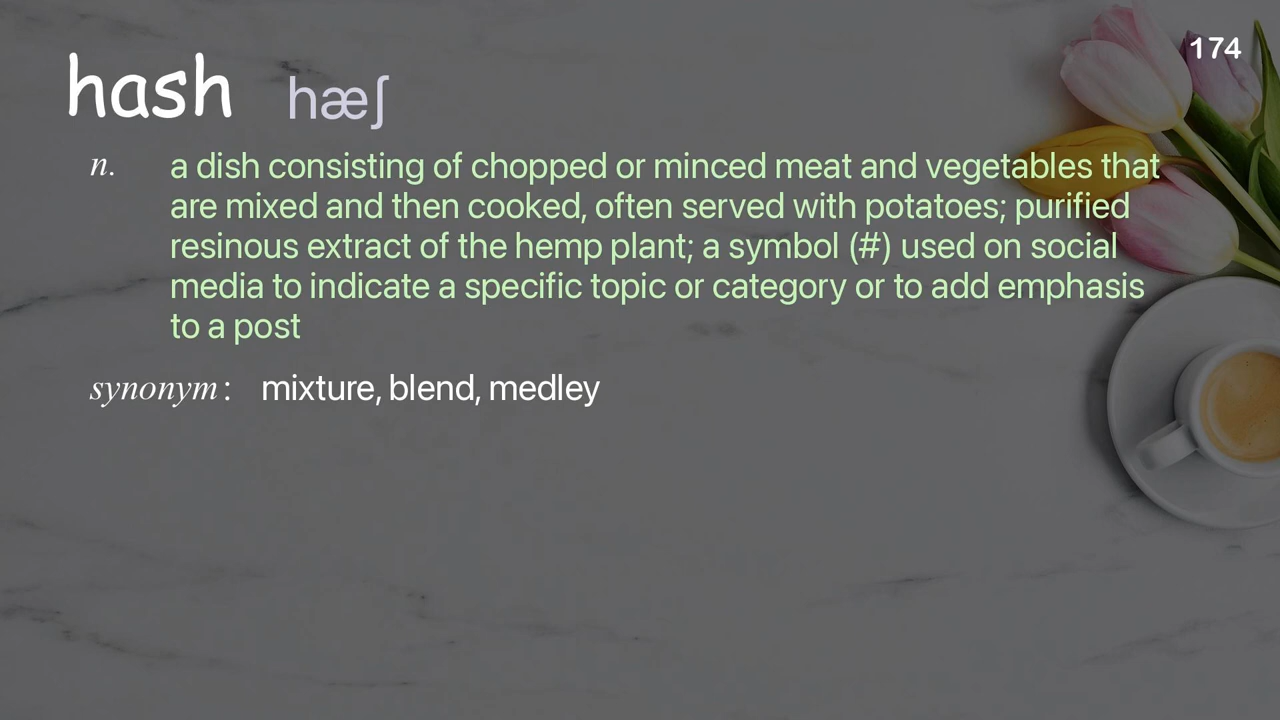 174
hash hæʃ
n. a dish consisting of chopped or minced meat and vegetables that
are mixed and then cooked, often served with potatoes; purified
resinous extract of the hemp plant; a symbol (#) used on social
media to indicate a specific topic or category or to add emphasis
to a post
synonym: mixture, blend, medley